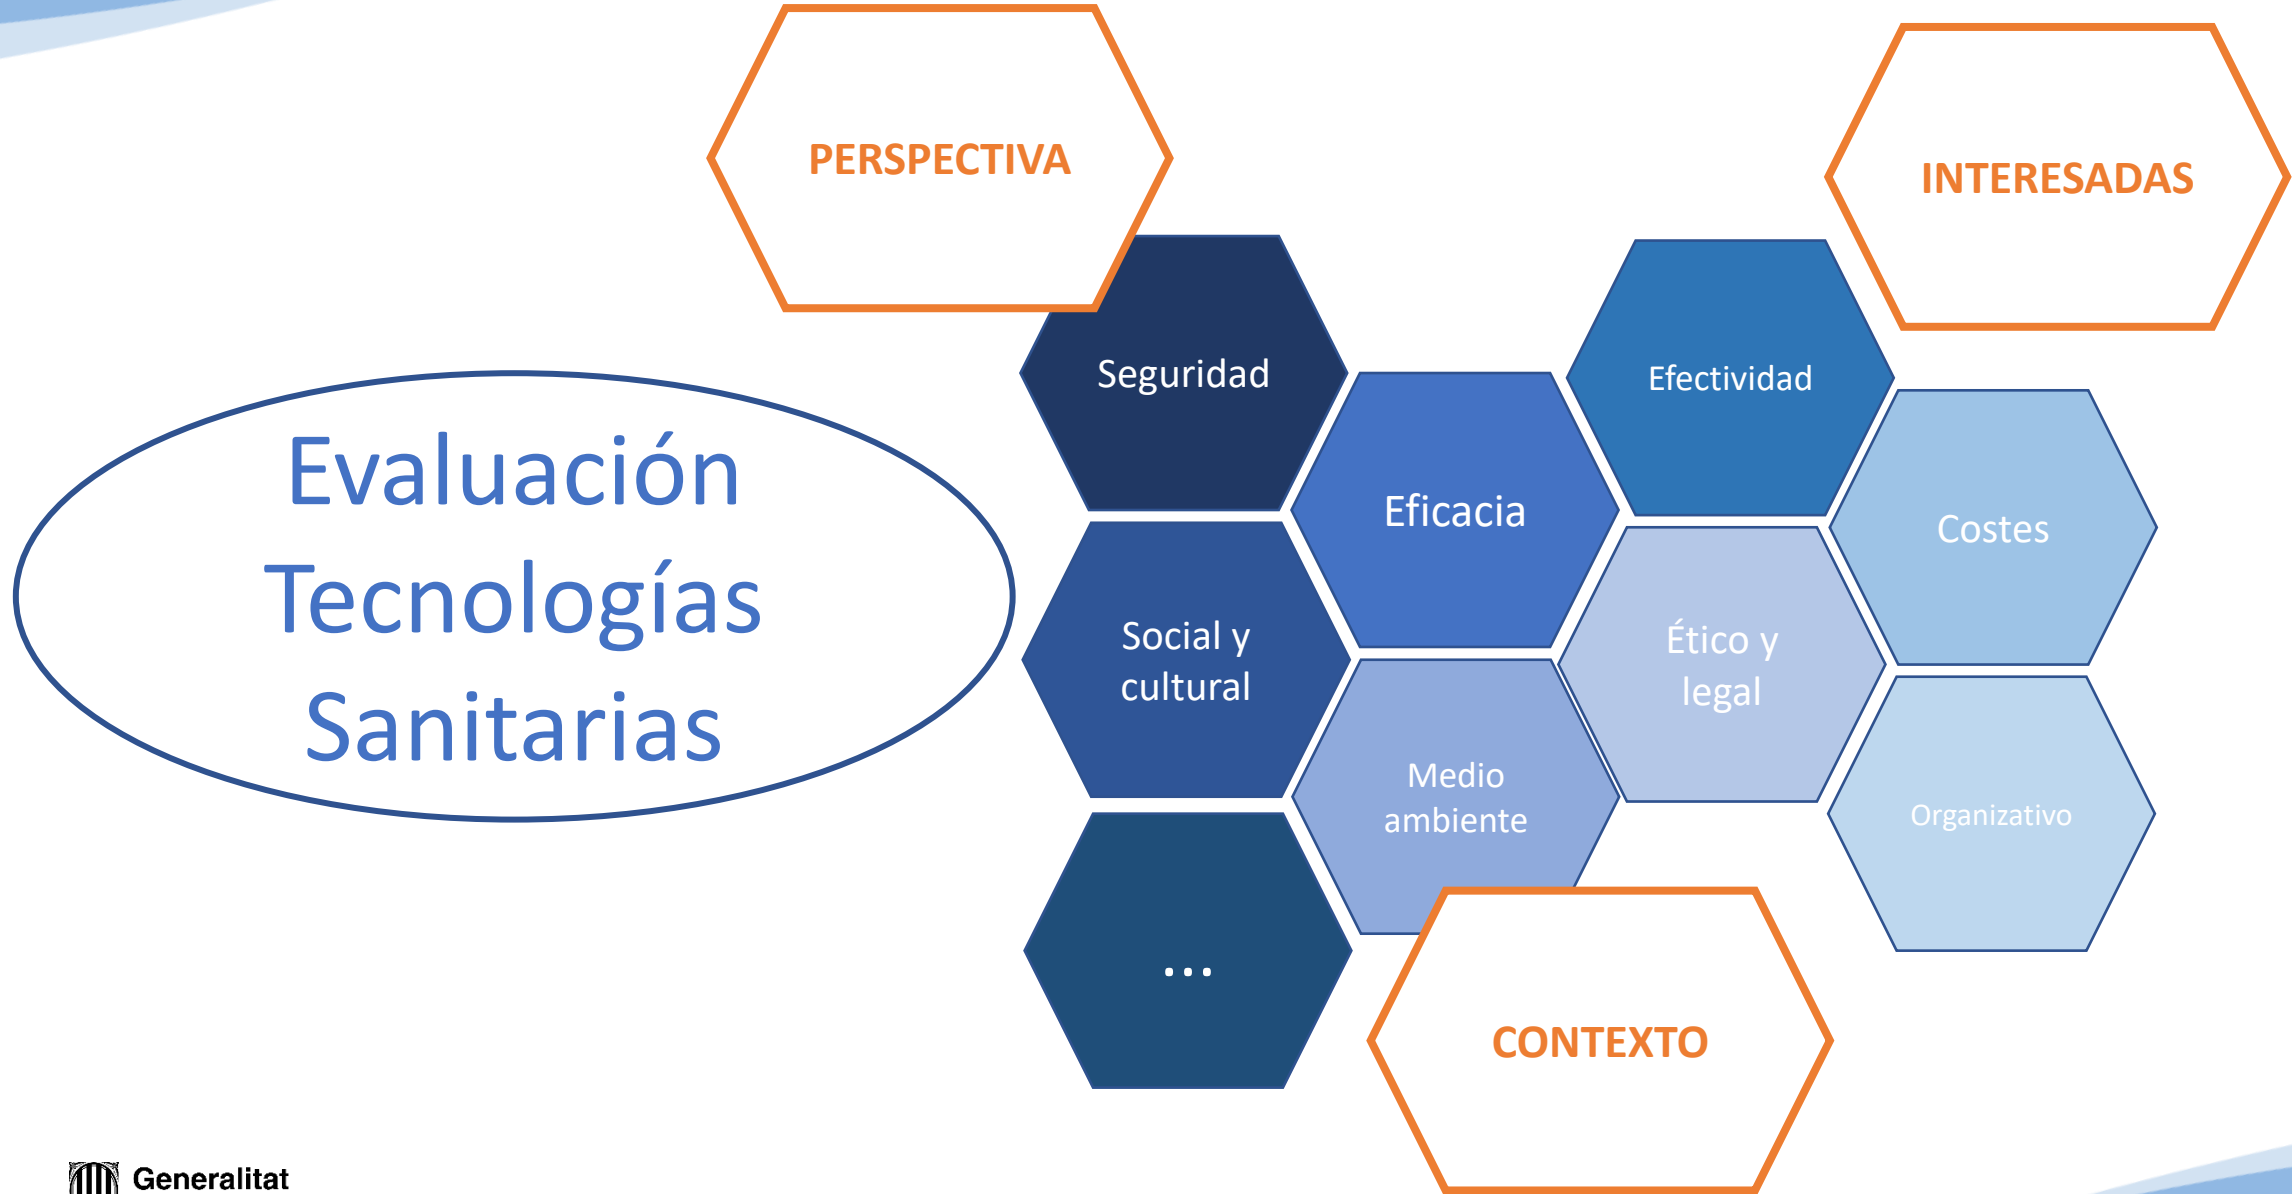 PERSPECTIVA
INTERESADAS
Evaluación
Tecnologías
Sanitarias
Seguridad
Efectividad
Eficacia
Costes
Social y
cultural
Ético y
legal
Medio
ambiente
Organizativo
...
CONTEXTO
Generalitat